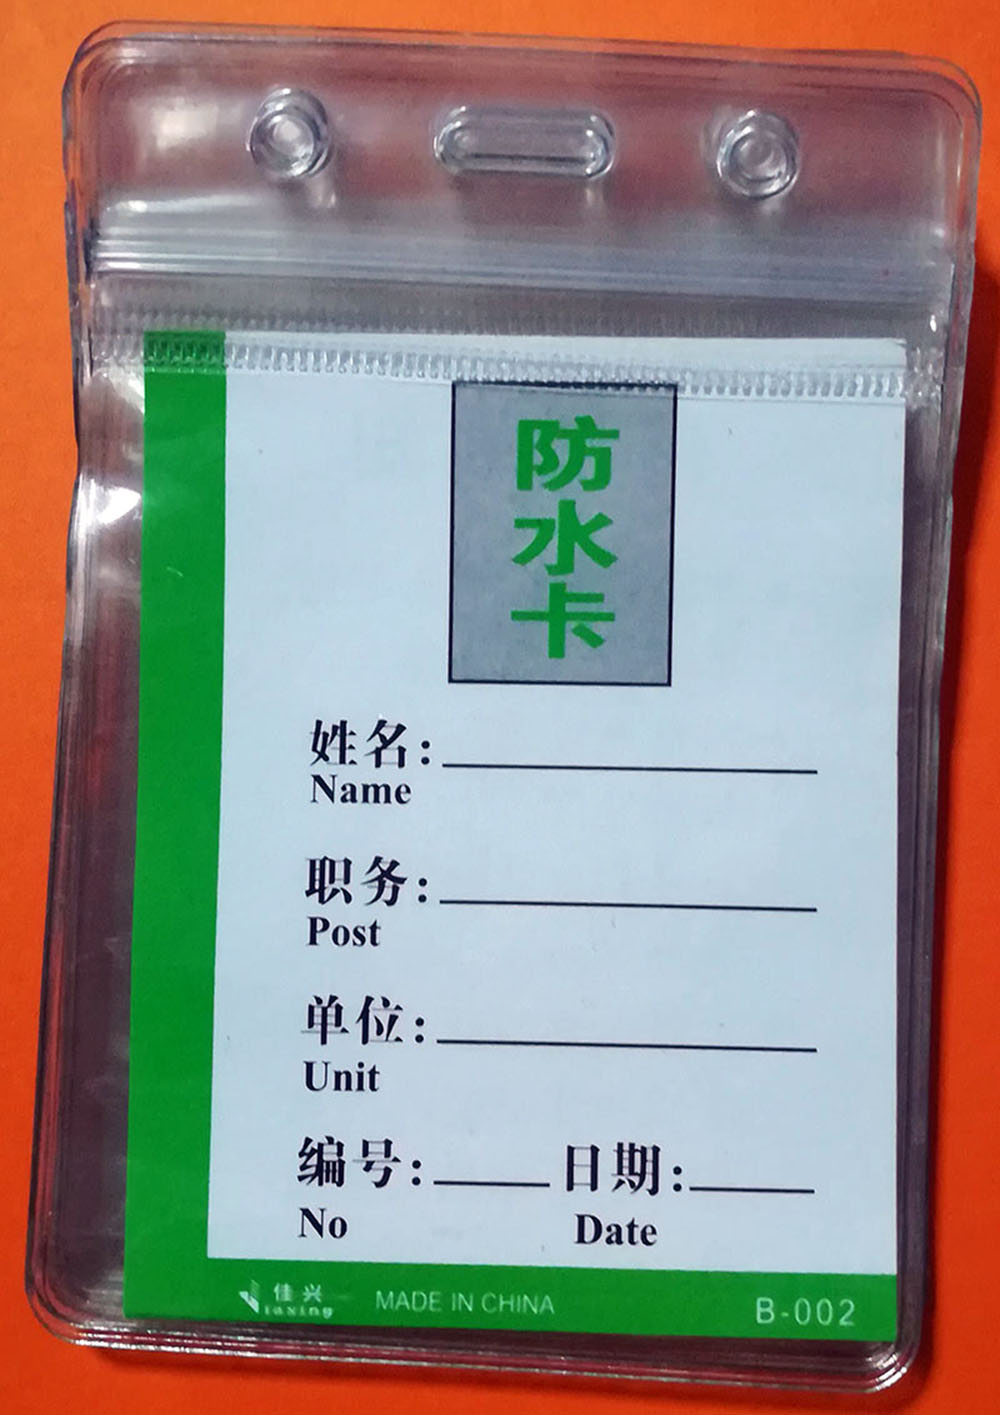 防水卡
姓名:
Name
职务:
Post
单位:
Unit
编号: 日期:
No Date
佳兴
Jiaxing
MADE IN CHINA
B-002